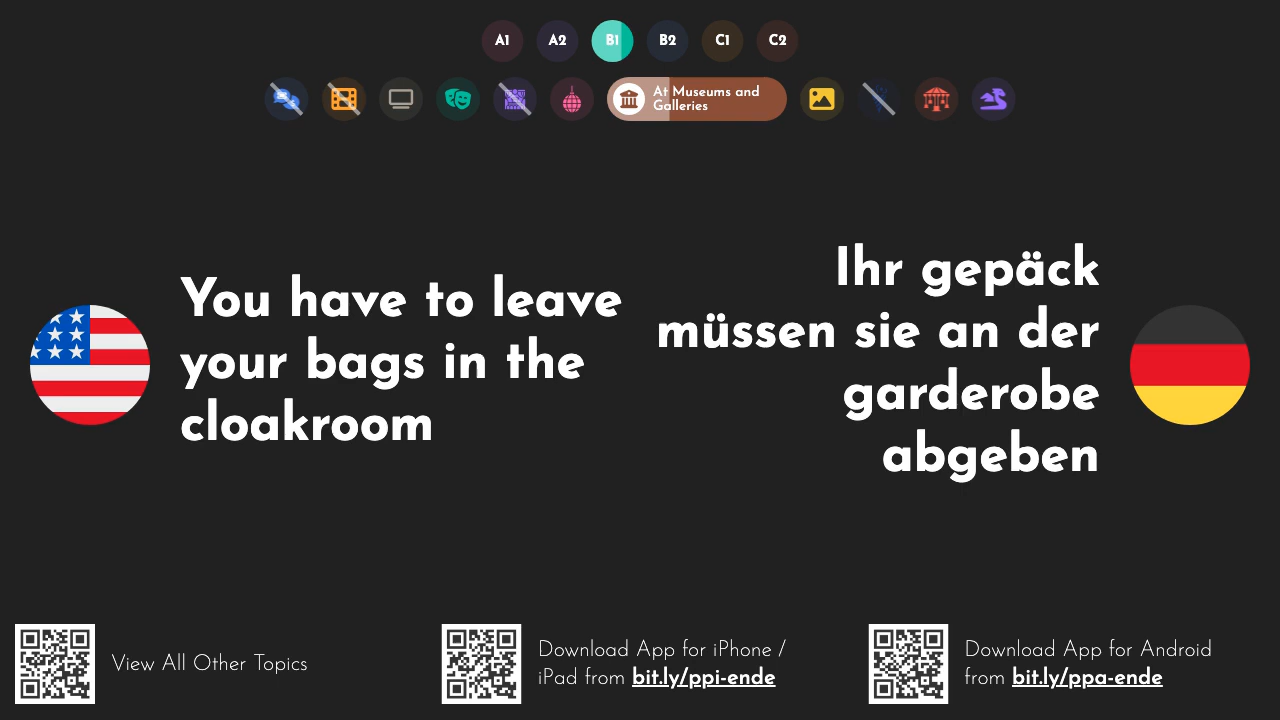 A1 A2 B1 B2 C1 C2
At Museums and
Galleries
You have to leave
your bags in the
cloakroom
Ihr gepäck
müssen sie an der
garderobe
abgeben
View All Other Topics
Download App for iPhone /
iPad from bit.ly/ppi-ende
Download App for Android
from bit.ly/ppa-ende